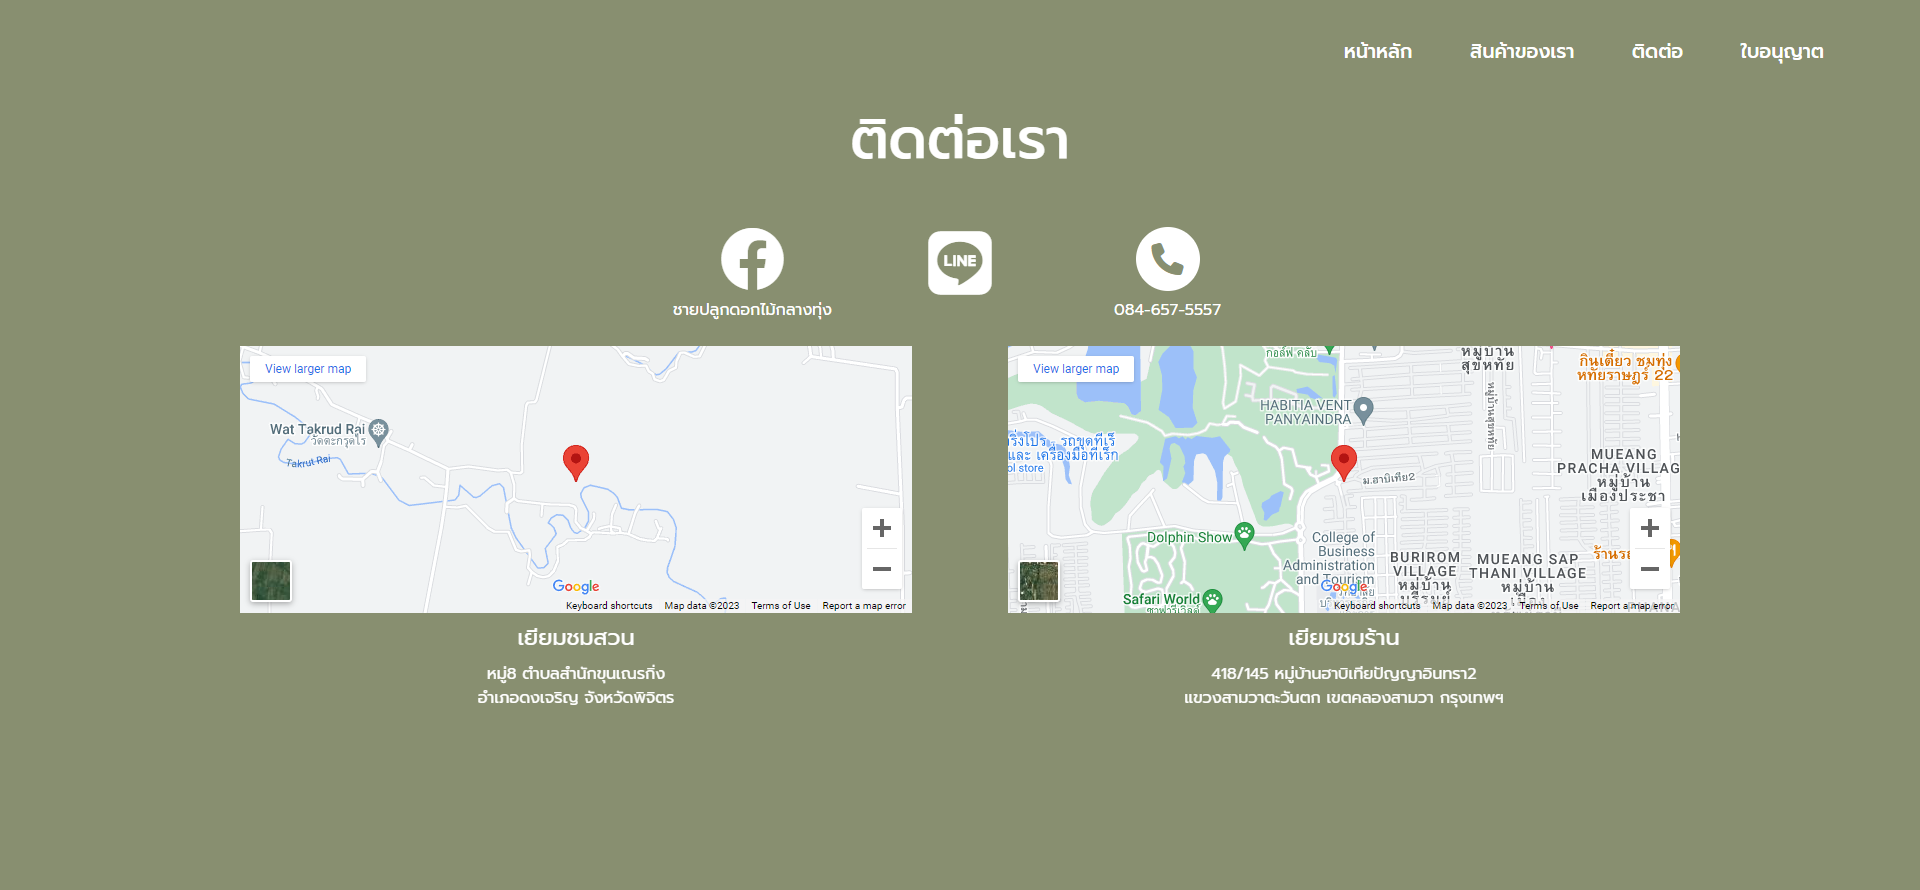 หน้าหลัก สินค้าของเรา ติดต่อ ใบอนุญาต
ติดต่อเรา
LINE
ชายปลูกดอกไม้กลางทุ่ง
084-657-5557
View larger map
Wat Takrud Rai
วัดตะกรุดไร
Takrut Rai
Google
Keyboard shortcuts Map data ©2023 Terms of Use Report a map error
View larger map
กอล์ฟ คลับ
หมู่บ้าน
สุขหทัย
กินเตี๋ยว ชมทุ่ง
หทัยราษฎร์ 22
HABITIA VENT
PANYAINDRA
หมู่บ้านสุขหทัย
รถขุดที่เร็
และ เครื่องมือที่เร็ก
ol store
MUEANG
PRACHA VILLAG
หมู่บ้าน
เมืองประชา
ม.ฮาบิเทีย2
Dolphin Show
College of
Business
Administration
and Tourism
BURIROM
VILLAGE
หมู่บ้าน
MUEANG SAP
THANI VILLAGE
หมู่บ้าน
Safari World
ซาฟารีเวิลด์
Google
Keyboard shortcuts Map data ©2023 Terms of Use Report a map error
เยียมชมสวน
หมู่8 ตำบลสำนักขุนเณรกิ่ง
อำเภอดงเจริญ จังหวัดพิจิตร
เยียมชมร้าน
418/145 หมู่บ้านฮาบิเทียปัญญาอินทรา2
แขวงสามวาตะวันตก เขตคลองสามวา กรุงเทพฯ